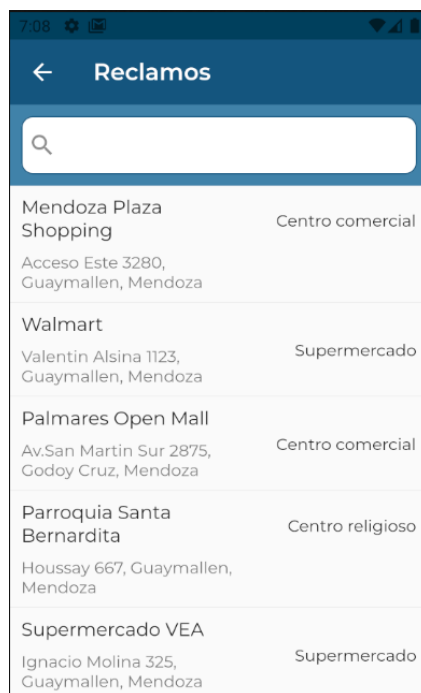 7:08
Reclamos
Mendoza Plaza
Shopping
Centro comercial
Acceso Este 3280,
Guaymallen, Mendoza
Walmart
Supermercado
Valentin Alsina 1123,
Guaymallen, Mendoza
Palmares Open Mall
Centro comercial
Av.San Martin Sur 2875,
Godoy Cruz, Mendoza
Parroquia Santa
Bernardita
Centro religioso
Houssay 667, Guaymallen,
Mendoza
Supermercado VEA
Supermercado
Ignacio Molina 325,
Guaymallen, Mendoza